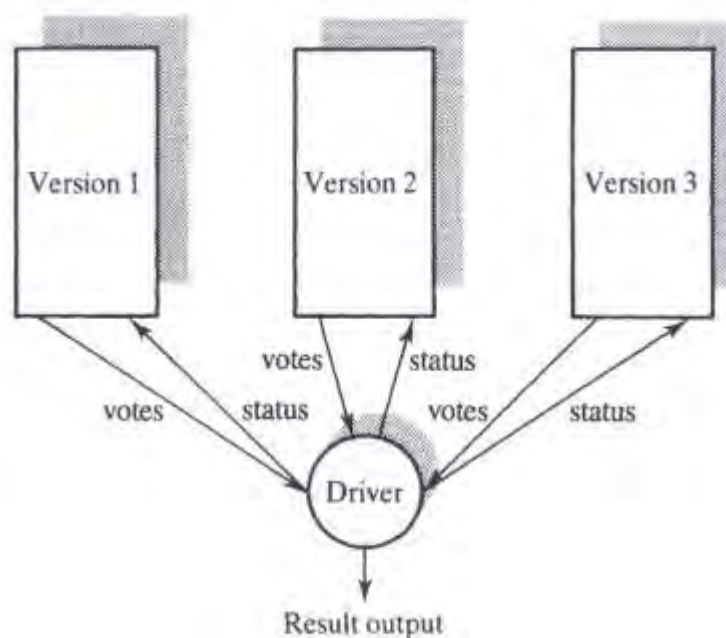 Version 1
Version 2
Version 3
votes
status
votes
status
votes
status
Driver
Result output